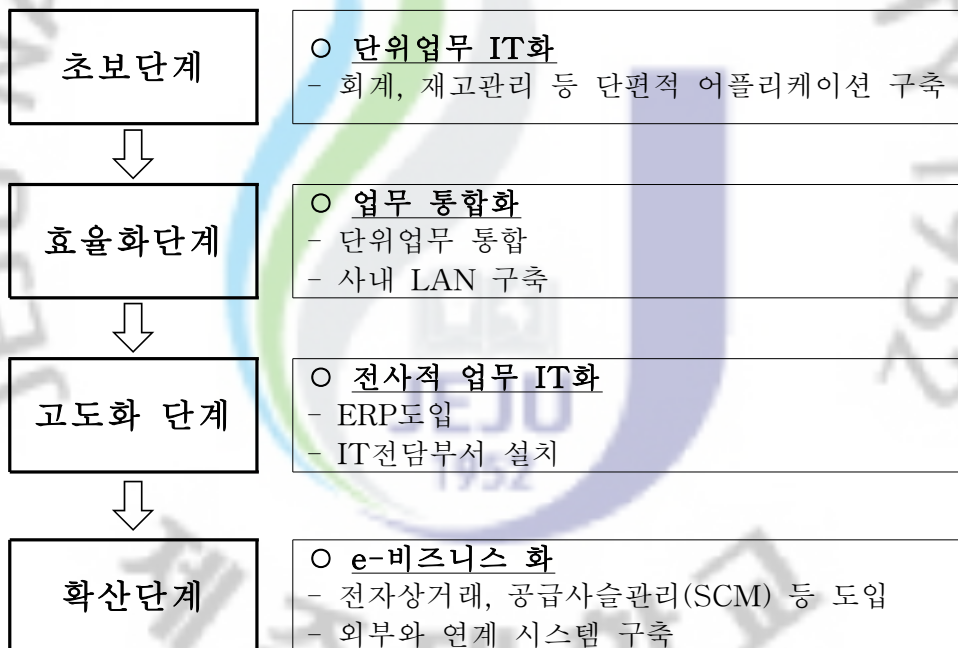 초보단계
○ 단위업무 IT화
- 회계, 재고관리 등 단편적 어플리케이션 구축
효율화단계
○ 업무 통합화
- 단위업무 통합
- 사내 LAN 구축
고도화 단계
○ 전사적 업무 IT화
- ERP도입
- IT전담부서 설치
JEJU
1952
확산단계
○ e-비즈니스 화
- 전자상거래, 공급사슬관리(SCM) 등 도입
- 외부와 연계 시스템 구축